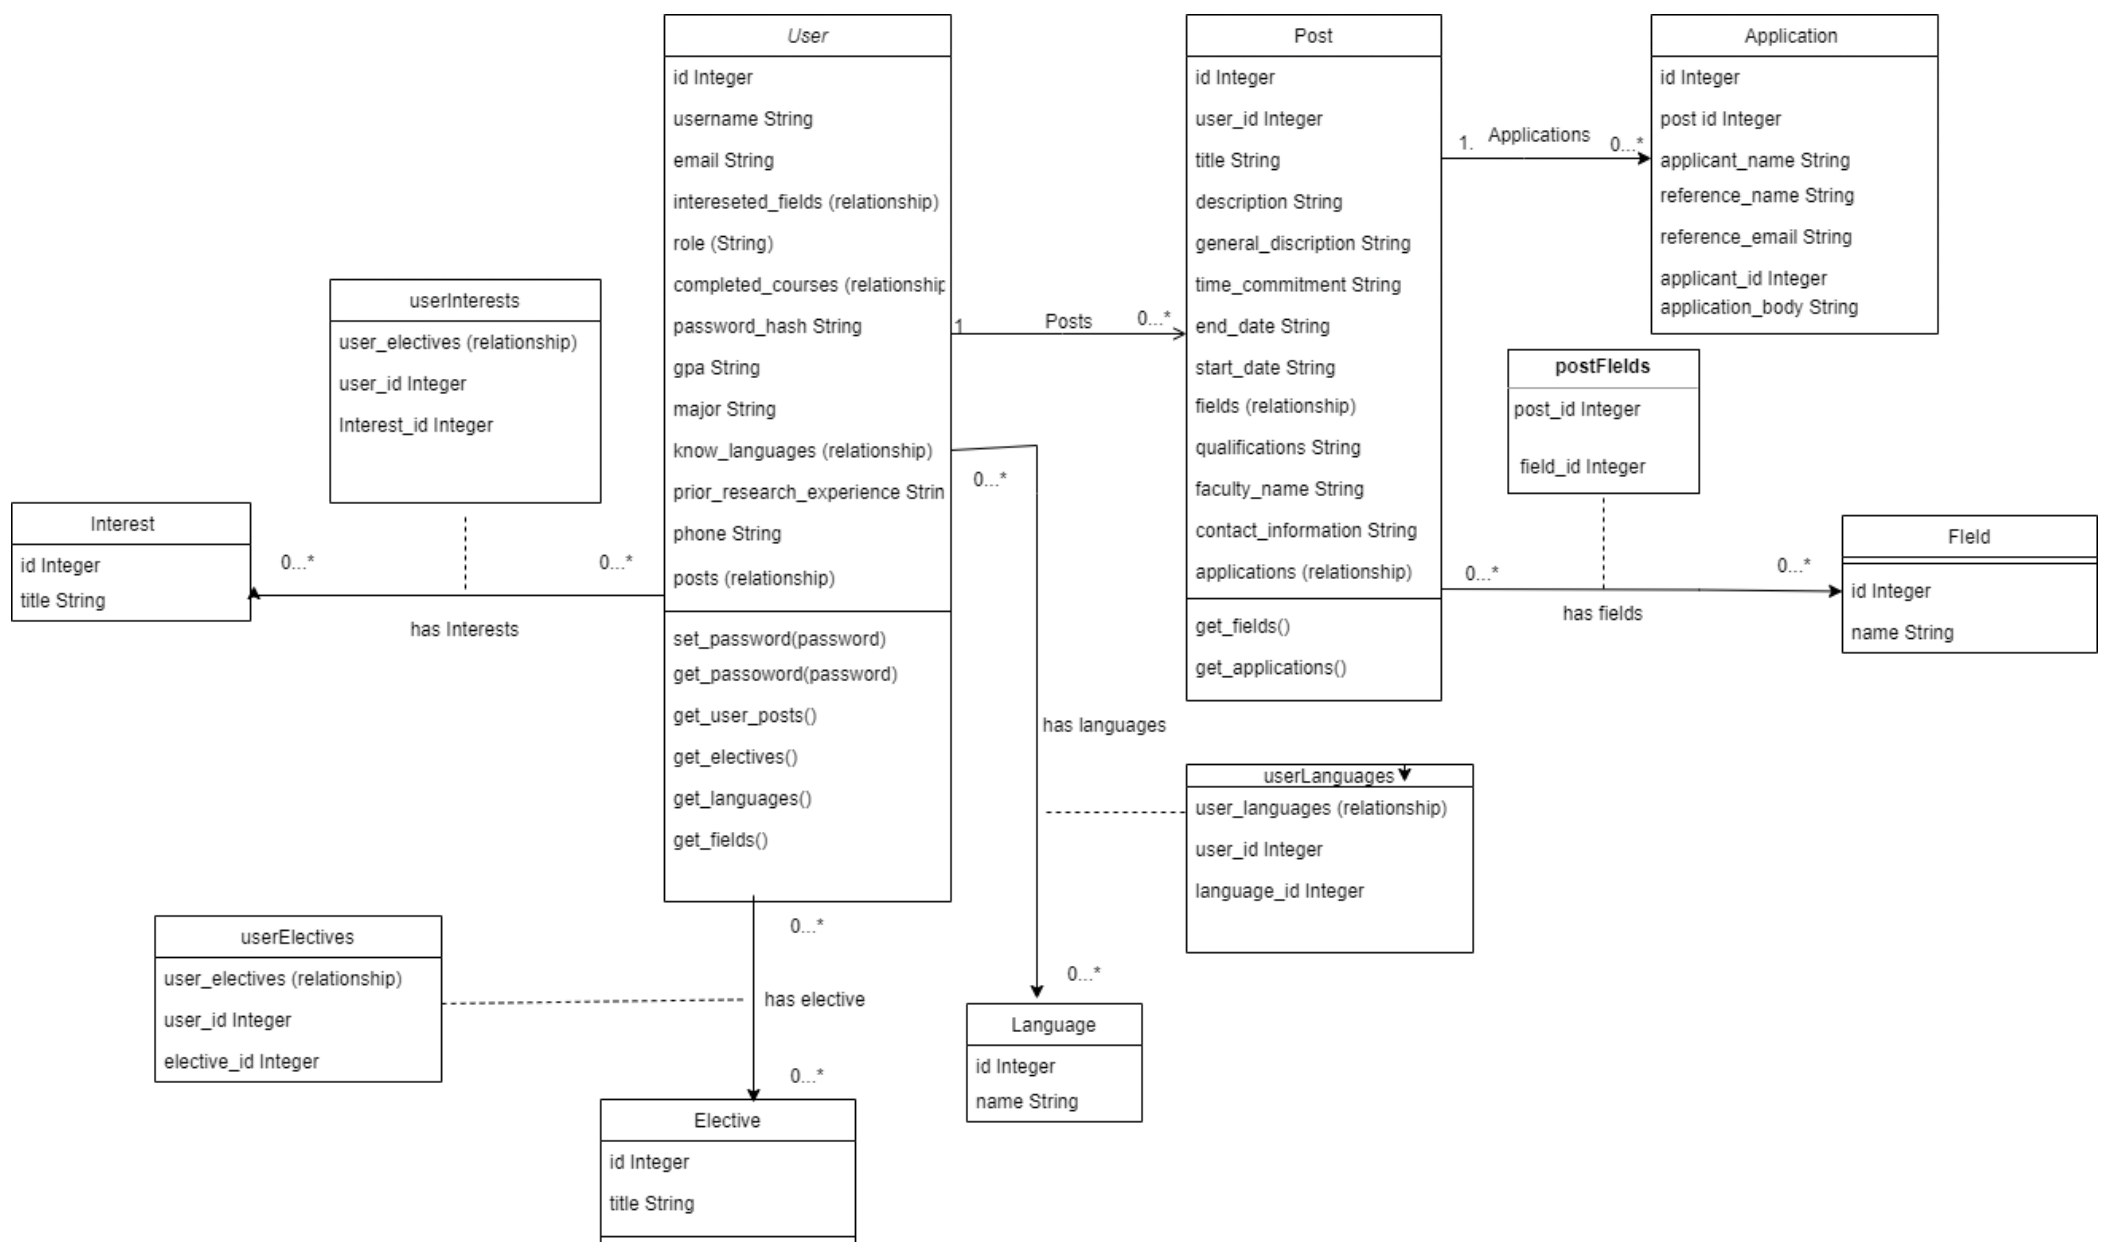 User
id Integer
username String
email String
intereseted_fields (relationship)
role (String)
completed_courses (relationship
password_hash String
gpa String
major String
know_languages (relationship)
prior_research_experience Strin
phone String
posts (relationship)
set_password(password)
get_passoword(password)
get_user_posts()
get_electives()
get_languages()
get_fields()
Post
id Integer
user_id Integer
title String
description String
general_discription String
time_commitment String
end_date String
start_date String
fields (relationship)
qualifications String
faculty_name String
contact_information String
applications (relationship)
get_fields()
get_applications()
Application
id Integer
post id Integer
applicant_name String
reference_name String
reference_email String
applicant_id Integer
application_body String
1. Applications 0...*
1 Posts 0...*
userInterests
user_electives (relationship)
user_id Integer
Interest_id Integer
postFIelds
post_id Integer
field_id Integer
Interest
id Integer
title String
0...* 0...*
has Interests
FIeld
id Integer
name String
0...* 0...*
has fields
0...*
has languages
0...*
userLanguages
user_languages (relationship)
user_id Integer
language_id Integer
userElectives
user_electives (relationship)
user_id Integer
elective_id Integer
0...*
has elective
0...*
Language
id Integer
name String
Elective
id Integer
title String